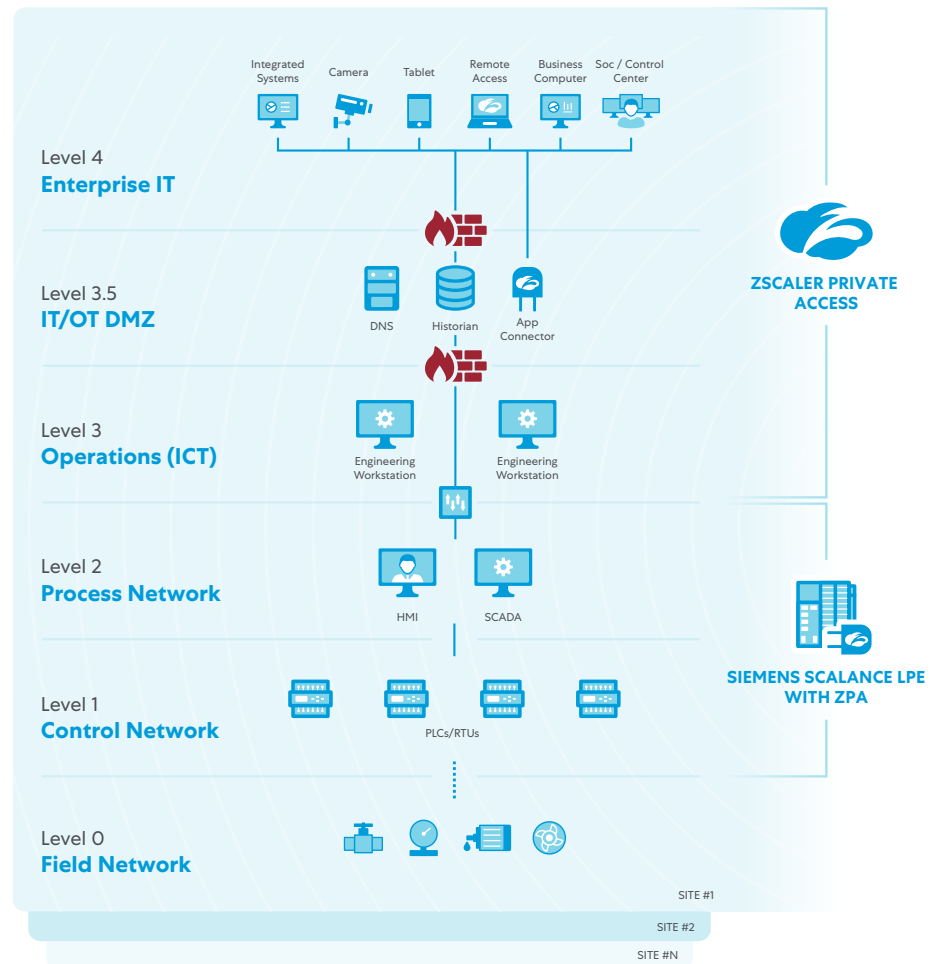 Integrated
Systems
Camera
Tablet
Remote
Access
Business
Computer
Soc / Control
Center
Level 4
Enterprise IT
Level 3.5
IT/OT DMZ
DNS
Historian
App
Connector
ZSCALER PRIVATE
ACCESS
Level 3
Operations (ICT)
Engineering
Workstation
Engineering
Workstation
Level 2
Process Network
HMI
SCADA
SIEMENS SCALANCE LPE
WITH ZPA
Level 1
Control Network
PLCs/RTUs
Level 0
Field Network
SITE #1
SITE #2
SITE #N